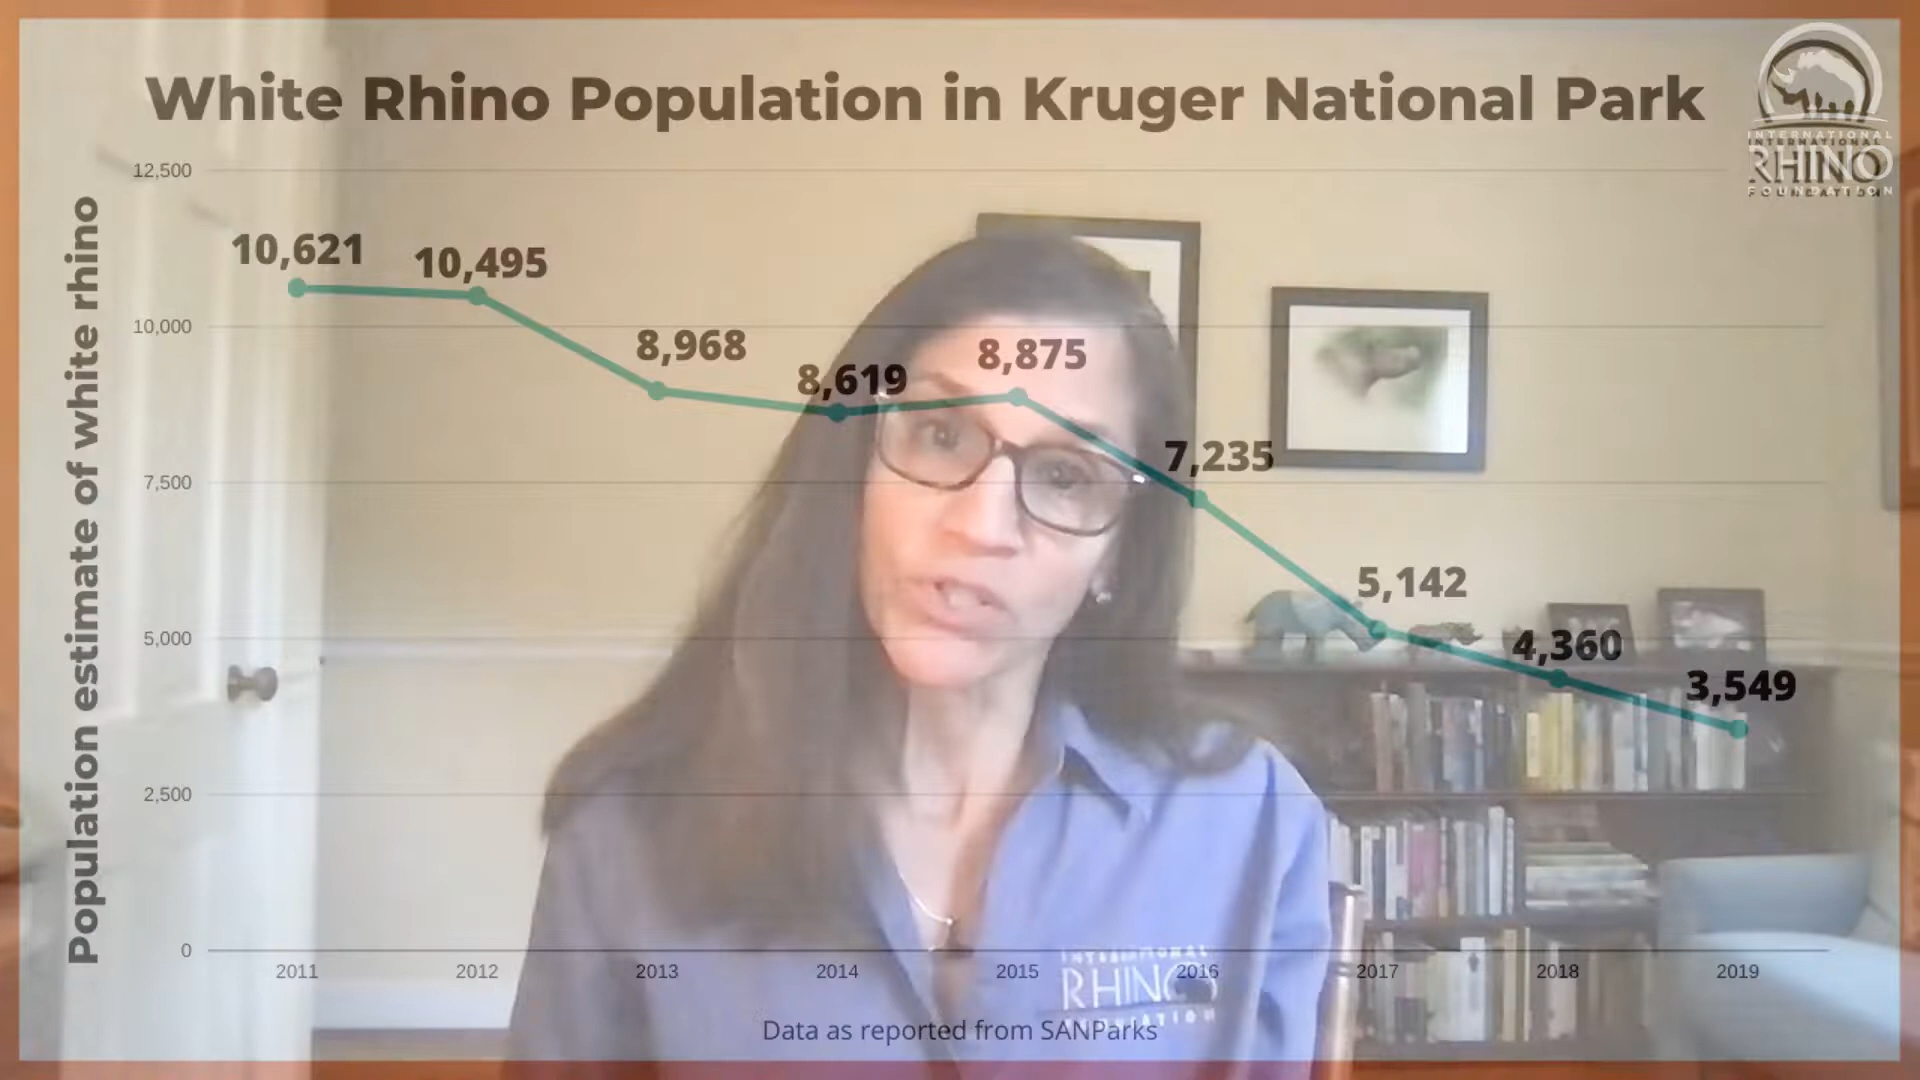 White Rhino Population in Kruger National Park
INTERNATIONAL
RHINO
FOUNDATION
Population estimate of white rhino
12,500
10,000
7,500
5,000
2,500
0
10,621
10,495
8,968
8,619
8,875
7,235
5,142
4,360
3,549
2011
2012
2013
2014
2015
2016
2017
2018
2019
INTERNATIONAL
RHINO
FOUNDATION
Data as reported from SANParks